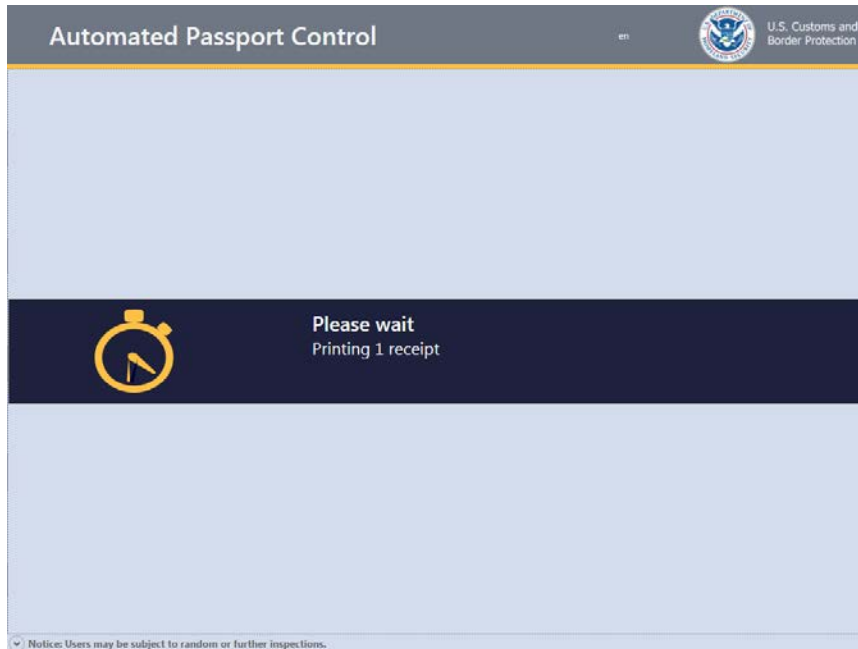 Automated Passport Control
en
U.S. Customs and
Border Protection
Please wait
Printing 1 receipt
Notice: Users may be subject to random or further inspections.